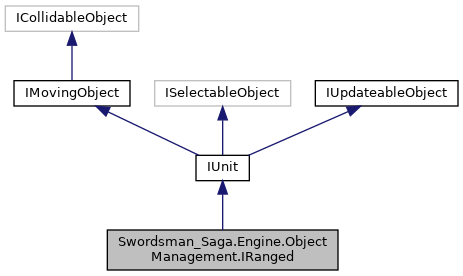 ICollidableObject
IMovingObject
ISelectableObject
IUpdateableObject
IUnit
Swordsman_Saga.Engine.Object
Management.IRanged